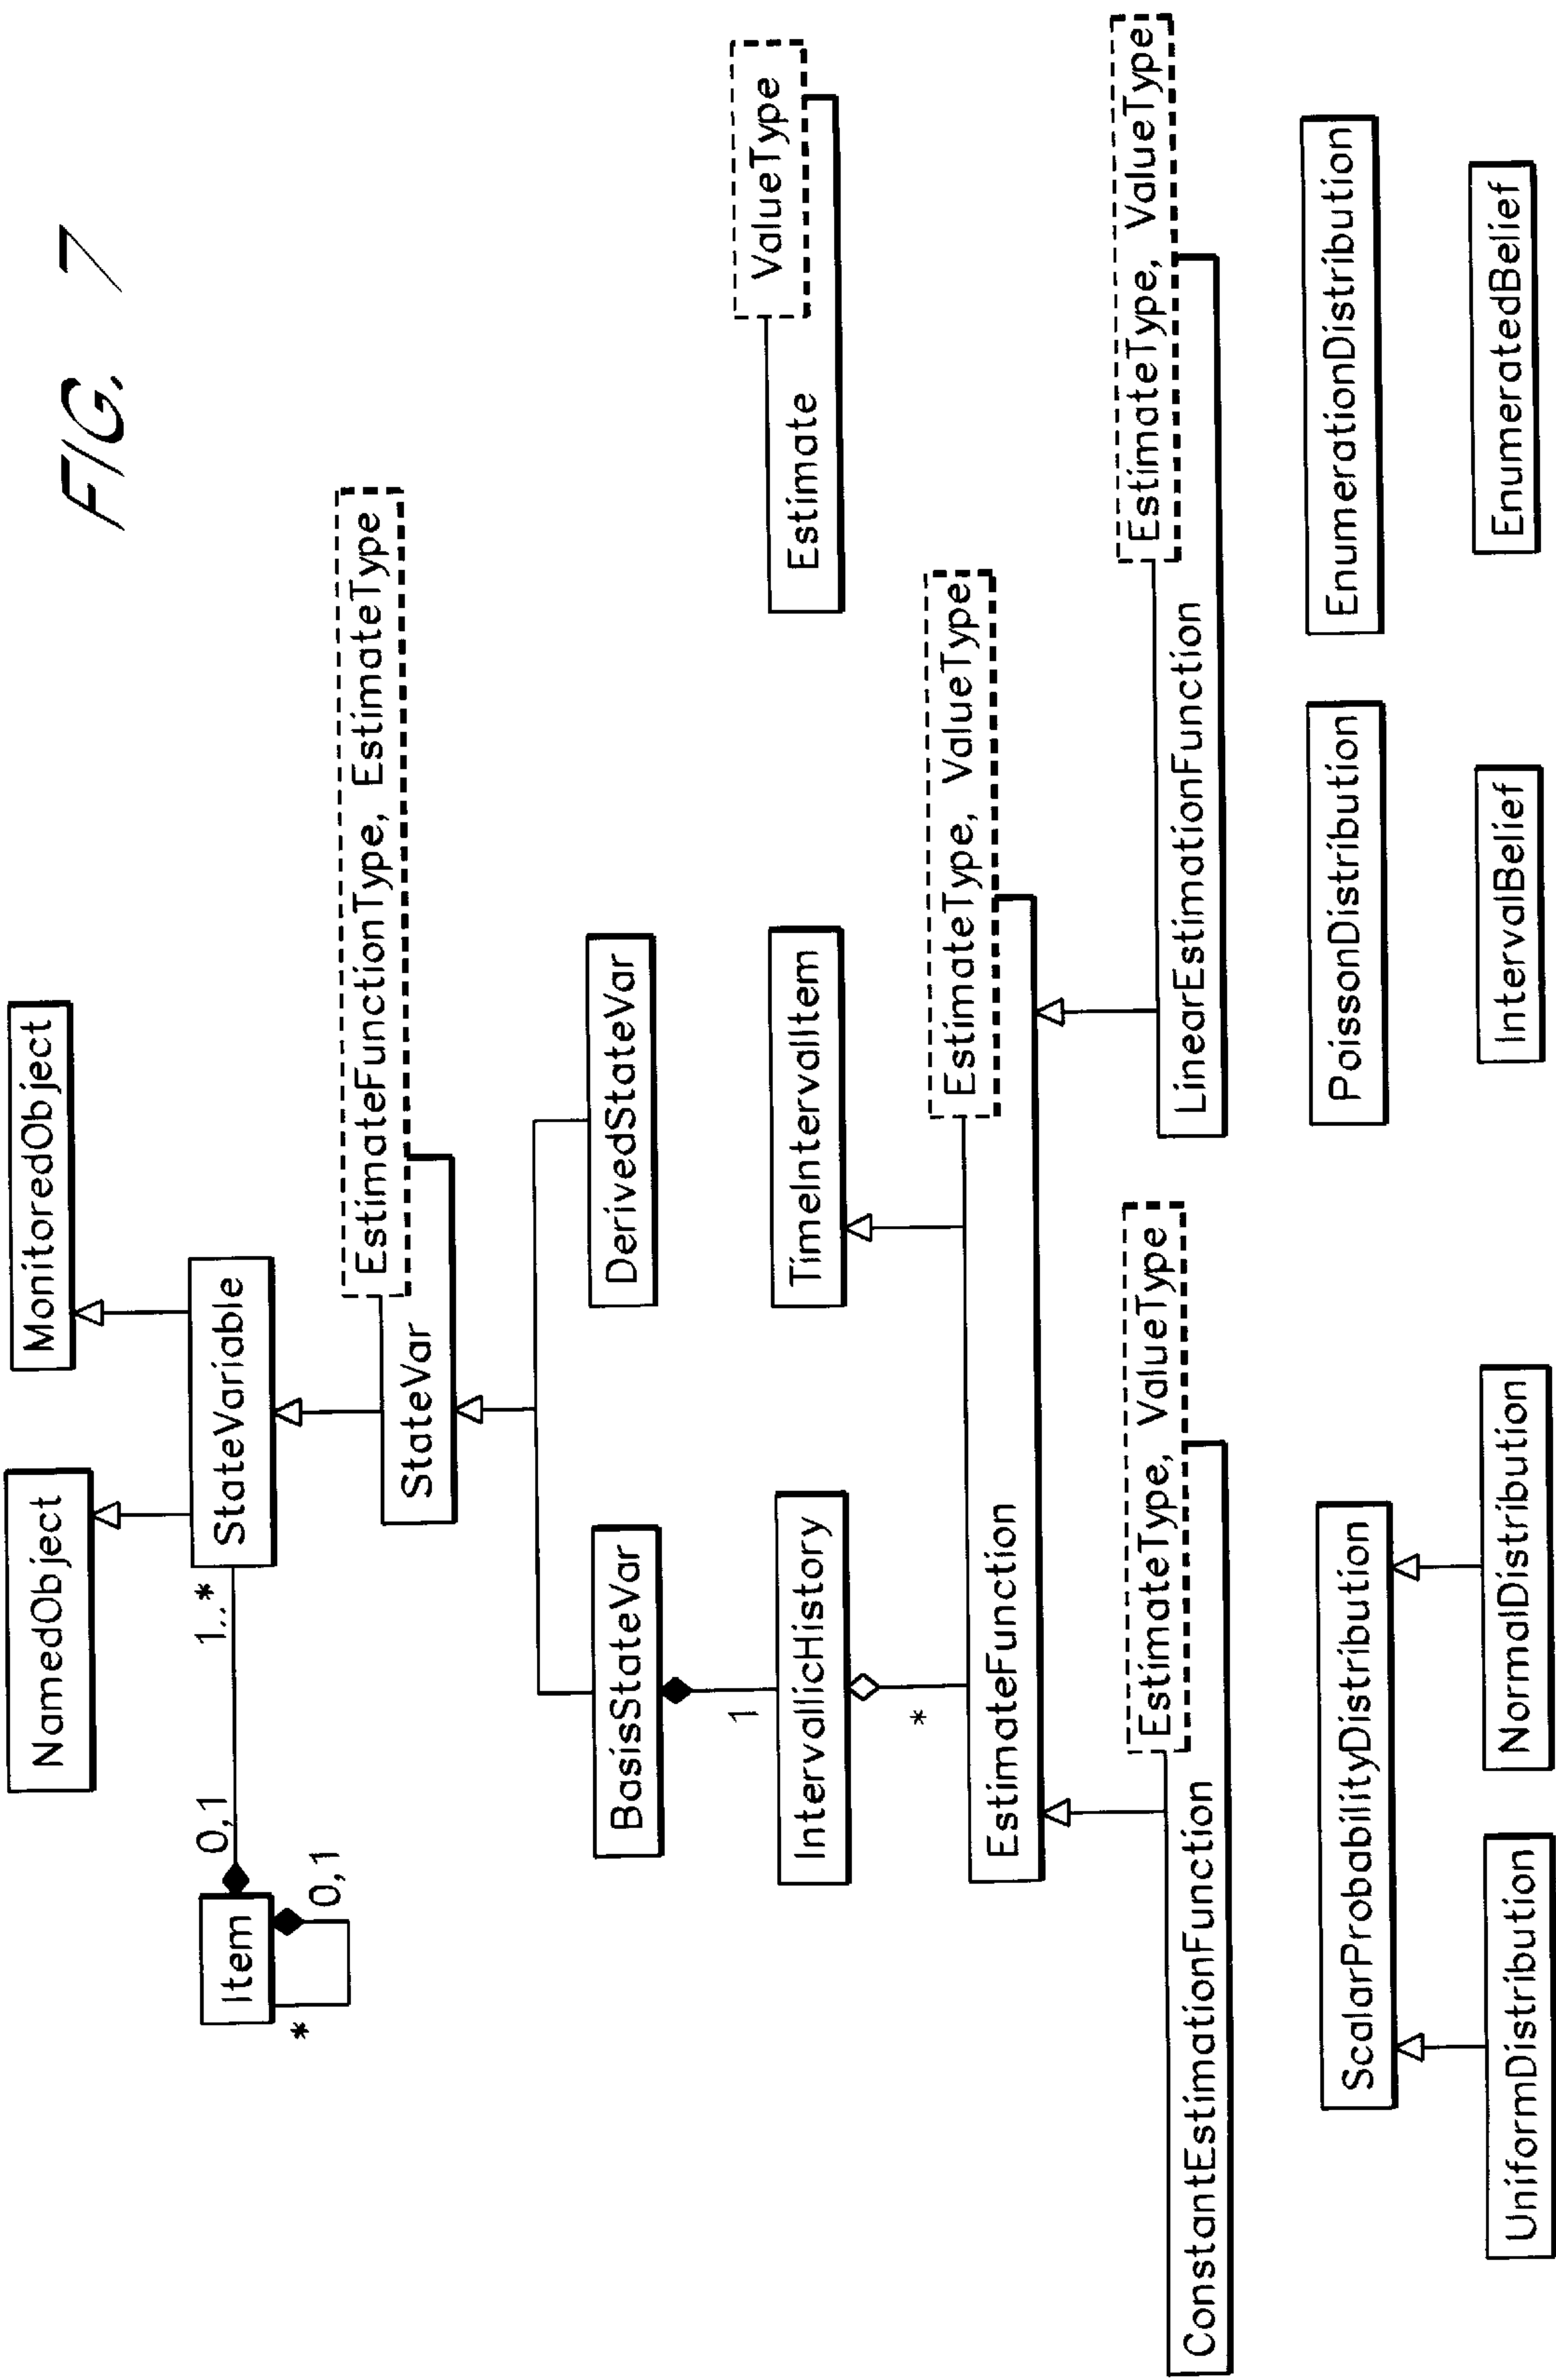 FIG. 7
NamedObject
MonitoredObject
Item
0,1
1..*
StateVariable
*
0,1
StateVar
EstimateFunctionType, EstimateType
BasisStateVar
DerivedStateVar
1
IntervallicHistory
TimeIntervalItem
Estimate
ValueType
*
EstimateFunction
EstimateType, ValueType
ConstantEstimationFunction
EstimateType, ValueType
LinearEstimationFunction
EstimateType, ValueType
ScalarProbabilityDistribution
PoissonDistribution
EnumerationDistribution
UniformDistribution
NormalDistribution
IntervalBelief
EnumeratedBelief